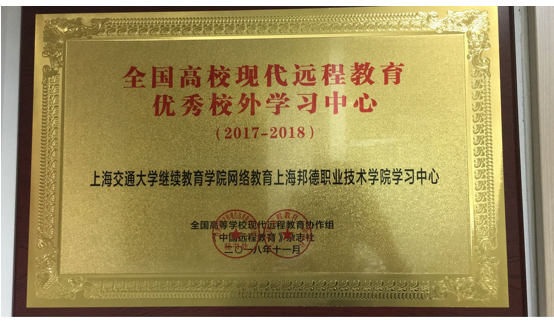 全国高校现代远程教育
优秀校外学习中心
（2017-2018）
上海交通大学继续教育学院网络教育上海邦德职业技术学院学习中心
全国高等学校现代远程教育协作组
《中国远程教育》杂志社
二〇一八年十一月